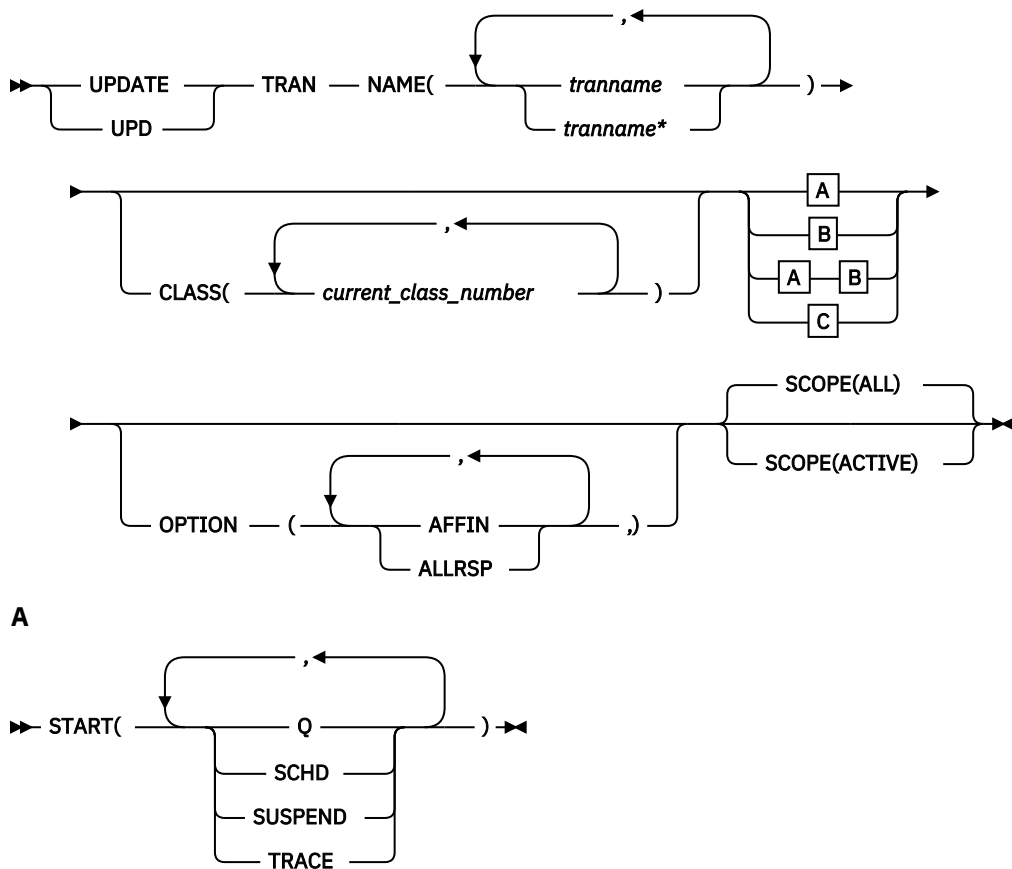 ,
UPDATE TRAN NAME( tranname )
UPD tranname*
A
,
B
CLASS( current_class_number )
A B
C
SCOPE(ALL)
,
SCOPE(ACTIVE)
OPTION ( AFFIN ,)
ALLRSP
A
,
START( Q )
SCHD
SUSPEND
TRACE